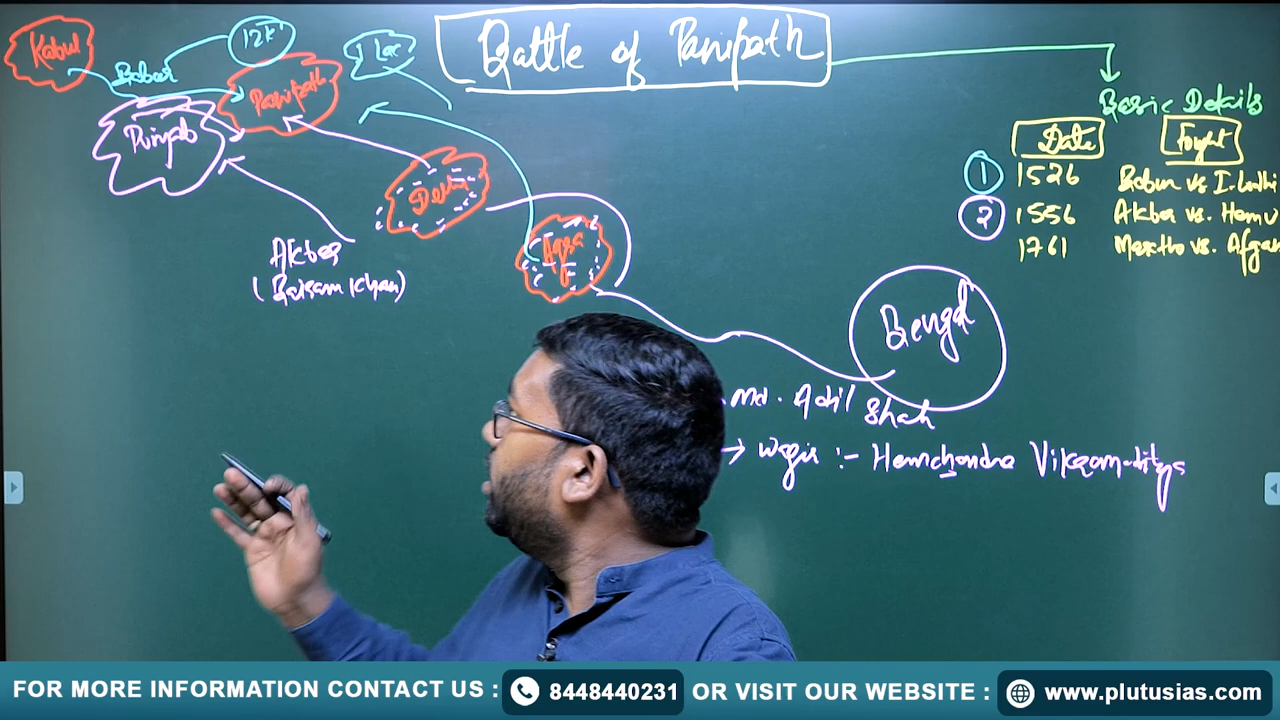 Battle of Panipath
Kabul
Babar
12K
1 Lac
Panipath
Punjab
Delhi
Agra
Akbar
(Bairam Khan)
Basic Details
Date Fought
1 1526 Babur vs I. Lodhi
2 1556 Akbar vs. Hemu
1761 Maratha vs. Afgan
Bengal
Md. Adil Shah
→ Wazir :- Hemchandra Vikramaditya
FOR MORE INFORMATION CONTACT US : 8448440231 OR VISIT OUR WEBSITE : www.plutusias.com